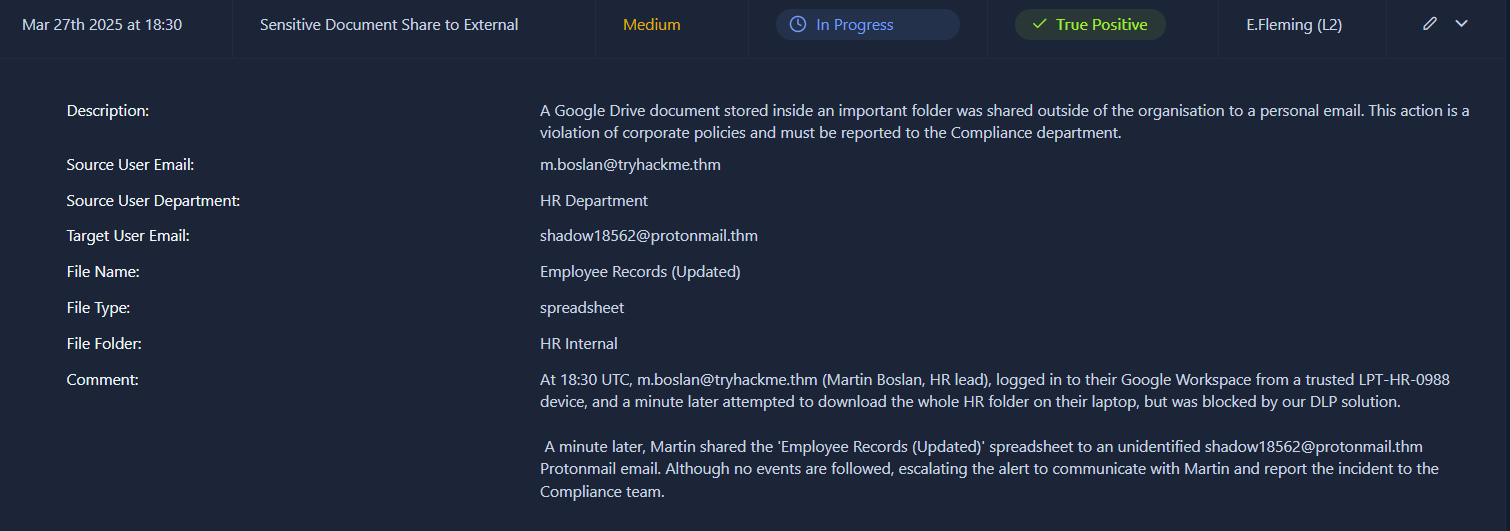 Mar 27th 2025 at 18:30 Sensitive Document Share to External Medium In Progress True Positive E.Fleming (L2)
Description: A Google Drive document stored inside an important folder was shared outside of the organisation to a personal email. This action is a
violation of corporate policies and must be reported to the Compliance department.
Source User Email: m.boslan@tryhackme.thm
Source User Department: HR Department
Target User Email: shadow18562@protonmail.thm
File Name: Employee Records (Updated)
File Type: spreadsheet
File Folder: HR Internal
Comment: At 18:30 UTC, m.boslan@tryhackme.thm (Martin Boslan, HR lead), logged in to their Google Workspace from a trusted LPT-HR-0988
device, and a minute later attempted to download the whole HR folder on their laptop, but was blocked by our DLP solution.
A minute later, Martin shared the 'Employee Records (Updated)' spreadsheet to an unidentified shadow18562@protonmail.thm
Protonmail email. Although no events are followed, escalating the alert to communicate with Martin and report the incident to the
Compliance team.